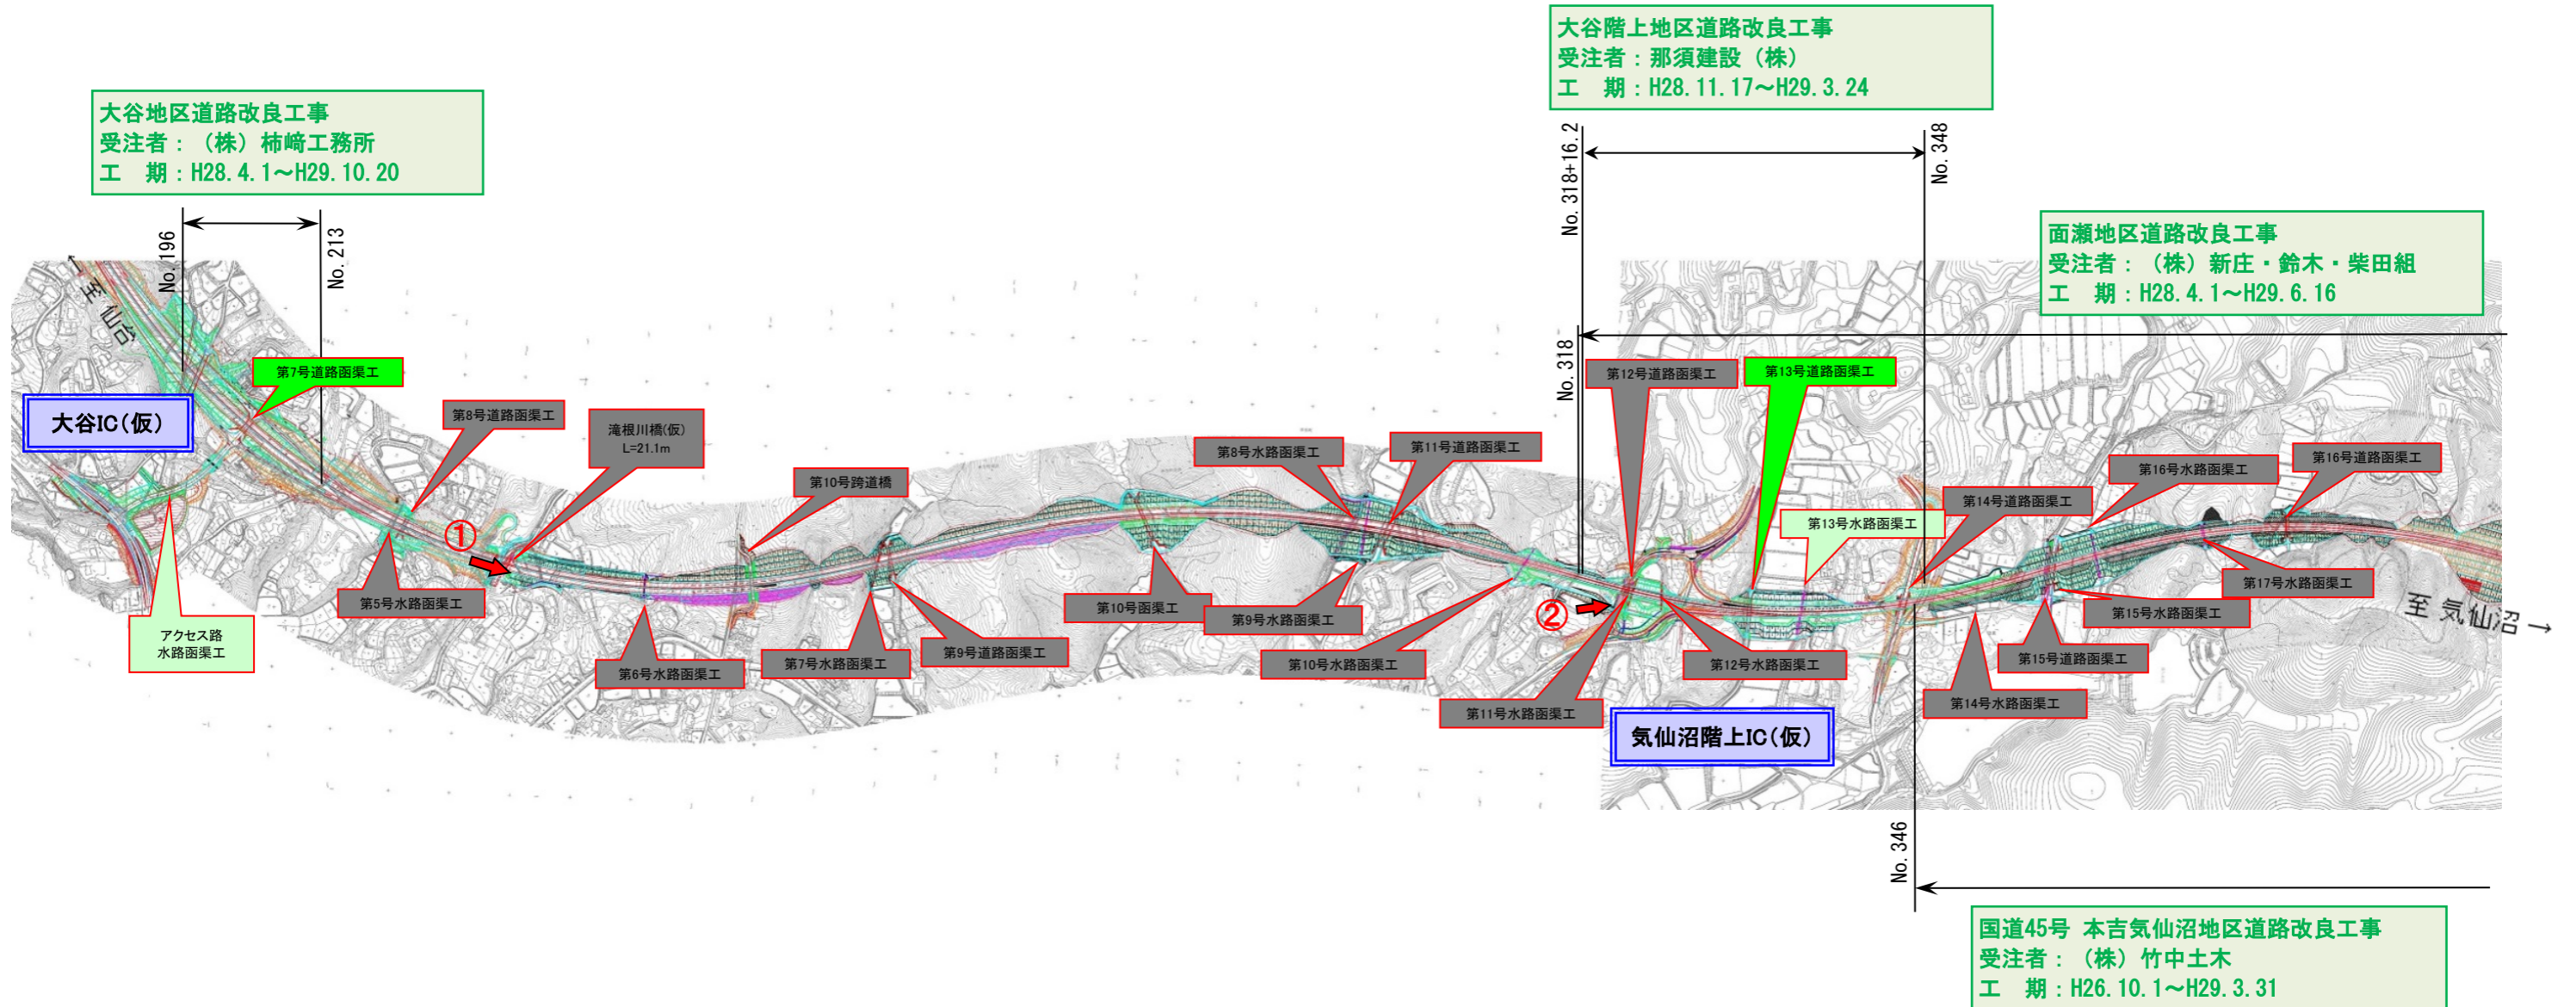 大谷階上地区道路改良工事
受注者：那須建設（株）
工　期：H28.11.17～H29.3.24
大谷地区道路改良工事
受注者：（株）柿﨑工務所
工　期：H28.4.1～H29.10.20
No.318+16.2
No.348
面瀬地区道路改良工事
受注者：（株）新庄・鈴木・柴田組
工　期：H28.4.1～H29.6.16
No.196
No.213
←至仙台
No.318
第7号道路函渠工
第12号道路函渠工
第13号道路函渠工
大谷IC(仮)
第8号道路函渠工
滝根川橋(仮)
L=21.1m
第10号跨道橋
第8号水路函渠工
第11号道路函渠工
第16号水路函渠工
第16号道路函渠工
第14号道路函渠工
第13号水路函渠工
①
第5号水路函渠工
アクセス路
水路函渠工
第6号水路函渠工
第7号水路函渠工
第9号道路函渠工
第10号函渠工
第9号水路函渠工
第10号水路函渠工
②
第11号水路函渠工
第12号水路函渠工
第17号水路函渠工
第15号水路函渠工
第15号道路函渠工
第14号水路函渠工
至 気仙沼→
気仙沼階上IC(仮)
No.346
国道45号 本吉気仙沼地区道路改良工事
受注者：（株）竹中土木
工　期：H26.10.1～H29.3.31